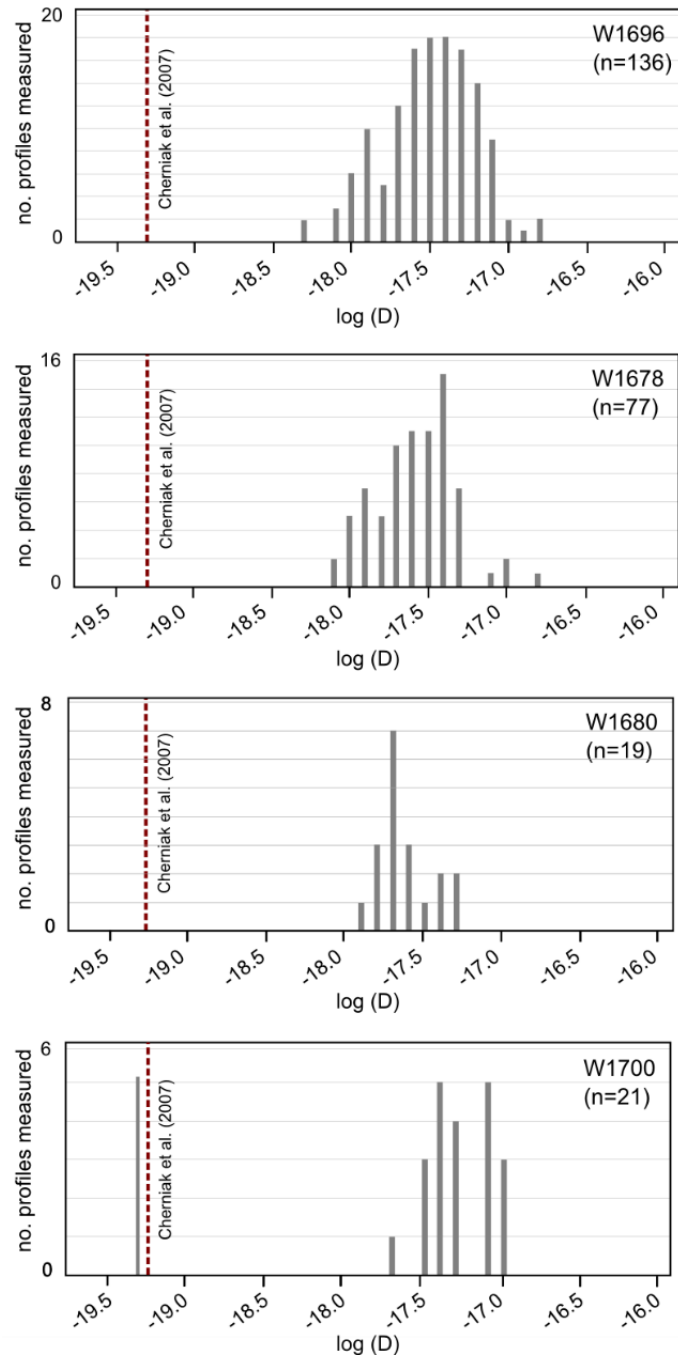 20
no. profiles measured
0
W1696
(n=136)
Cherniak et al. (2007)
-19.5
-19.0
-18.5
-18.0
-17.5
-17.0
-16.5
-16.0
log (D)
16
no. profiles measured
0
W1678
(n=77)
Cherniak et al. (2007)
-19.5
-19.0
-18.5
-18.0
-17.5
-17.0
-16.5
-16.0
log (D)
8
no. profiles measured
0
W1680
(n=19)
Cherniak et al. (2007)
-19.5
-19.0
-18.5
-18.0
-17.5
-17.0
-16.5
-16.0
log (D)
6
no. profiles measured
0
W1700
(n=21)
Cherniak et al. (2007)
-19.5
-19.0
-18.5
-18.0
-17.5
-17.0
-16.5
-16.0
log (D)